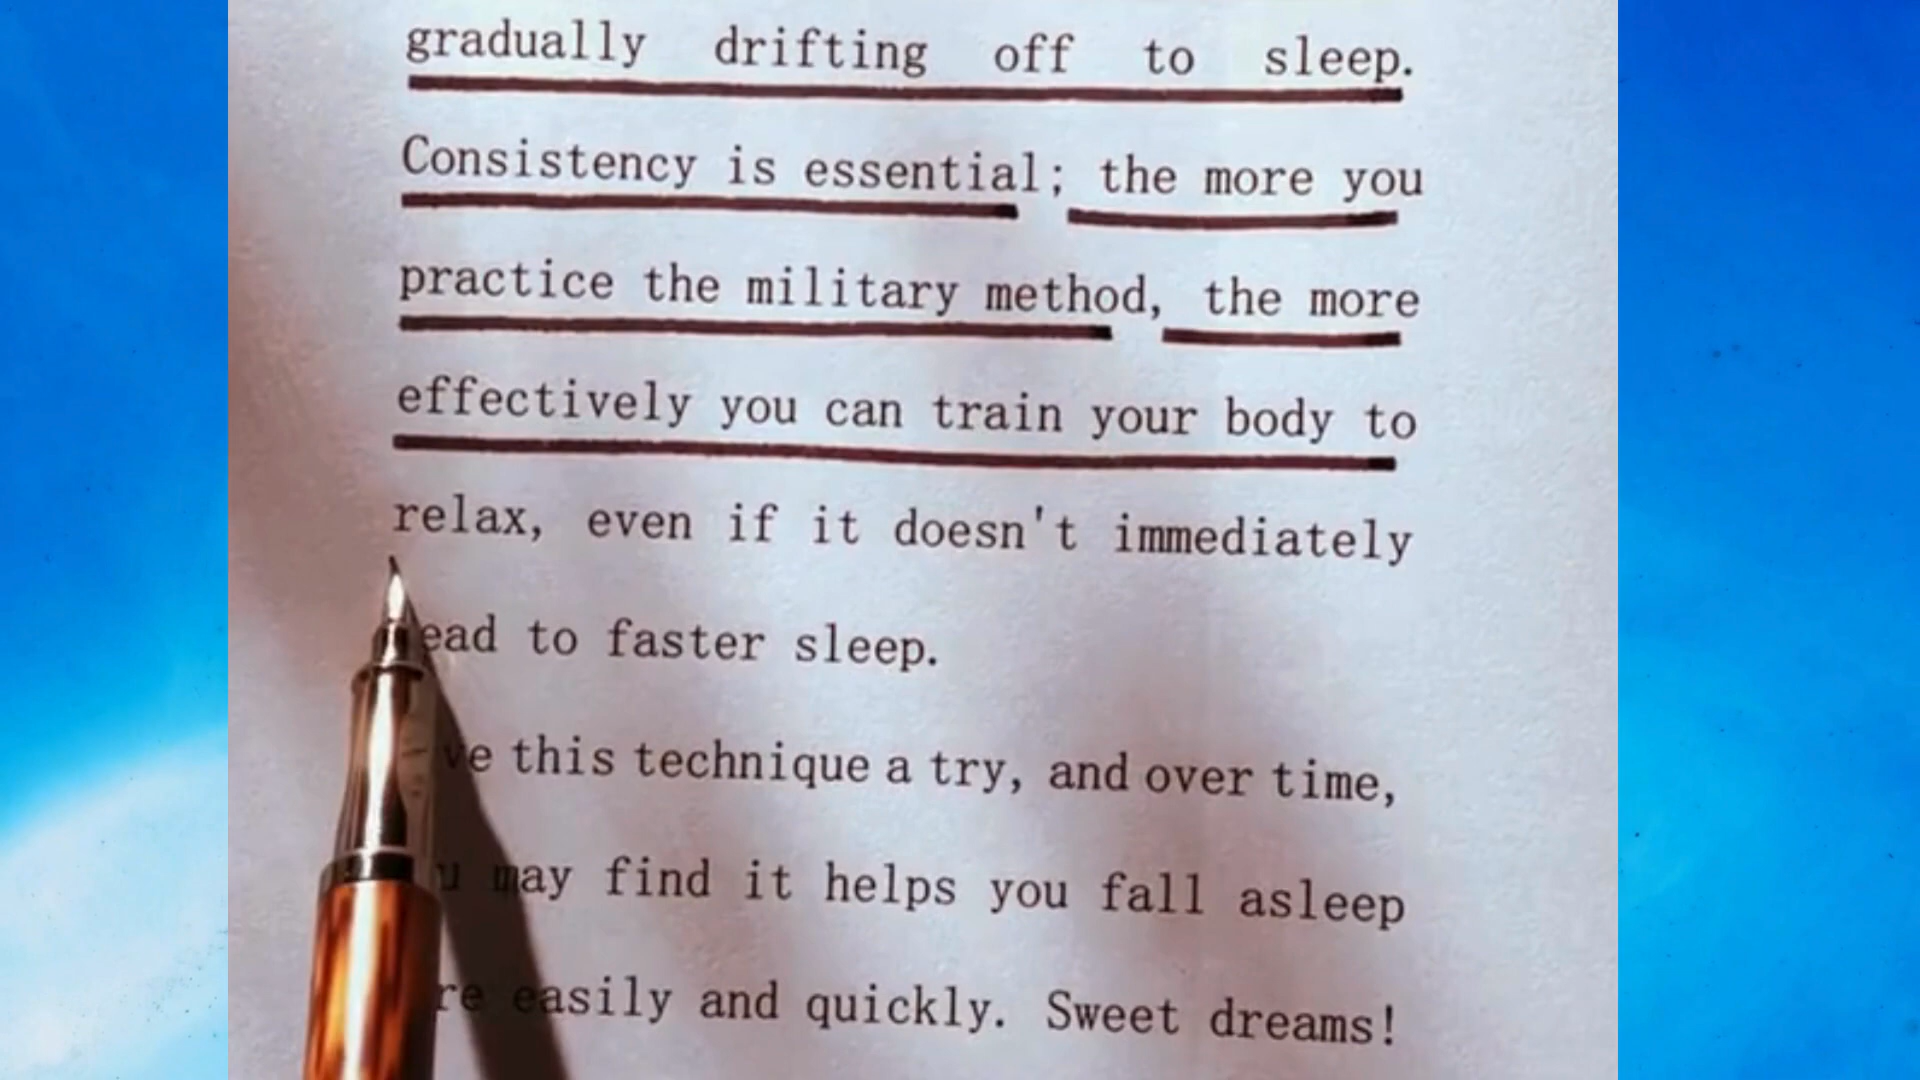 gradually drifting off to sleep.
Consistency is essential; the more you
practice the military method, the more
effectively you can train your body to
relax, even if it doesn't immediately
to faster sleep.
this technique a try, and over time,
may find it helps you fall asleep
easily and quickly. Sweet dreams!